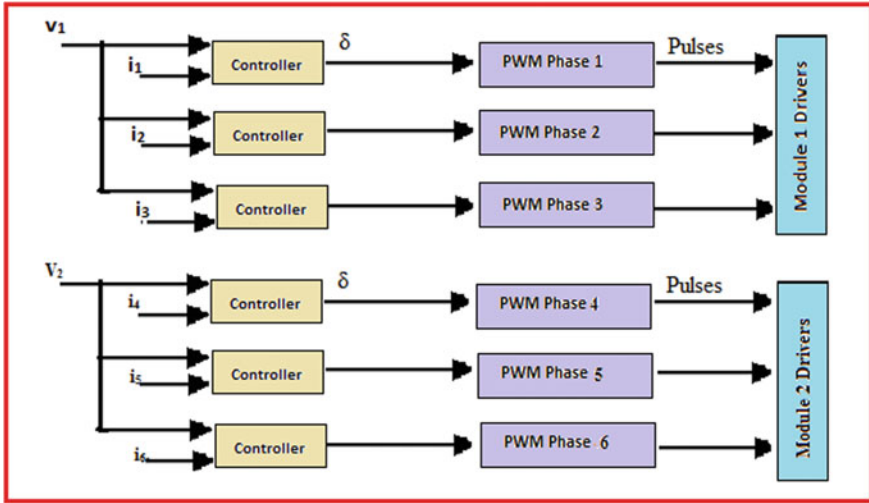 v1
i1
Controller
δ
PWM Phase 1
Pulses
i2
Controller
PWM Phase 2
i3
Controller
PWM Phase 3
Module 1 Drivers
V2
i4
Controller
δ
PWM Phase 4
Pulses
i5
Controller
PWM Phase 5
i6
Controller
PWM Phase 6
Module 2 Drivers